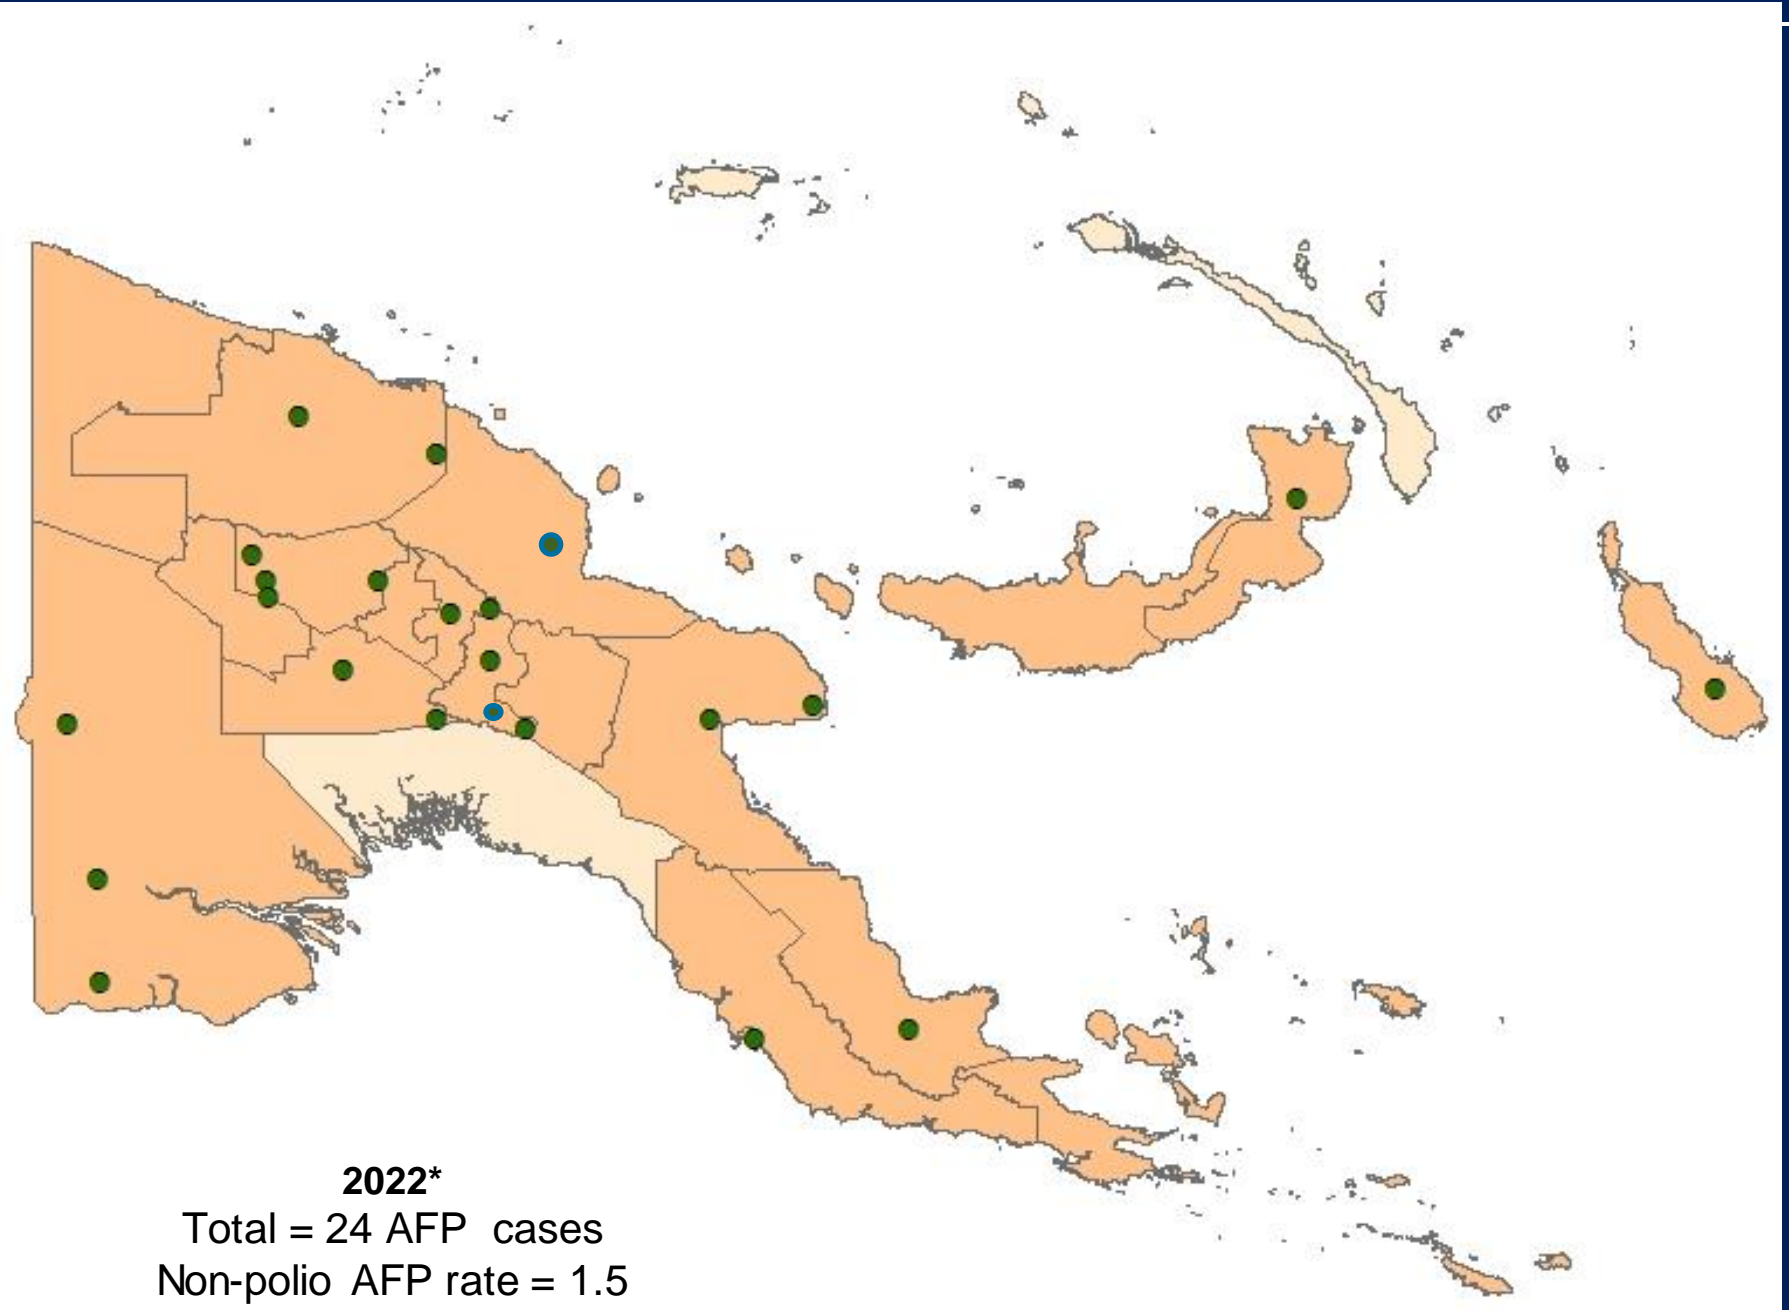 2022*
Total = 24 AFP cases
Non-polio AFP rate = 1.5